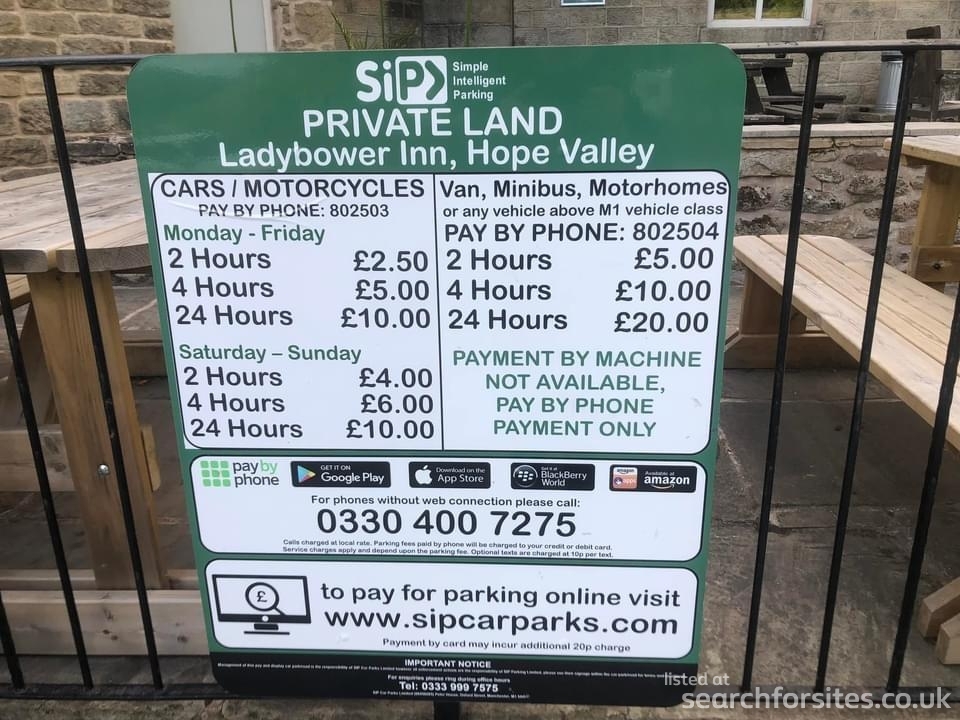 SiP Simple
Intelligent
Parking
PRIVATE LAND
Ladybower Inn, Hope Valley
CARS / MOTORCYCLES
PAY BY PHONE: 802503
Monday - Friday
2 Hours £2.50
4 Hours £5.00
24 Hours £10.00
Saturday – Sunday
2 Hours £4.00
4 Hours £6.00
24 Hours £10.00
Van, Minibus, Motorhomes
or any vehicle above M1 vehicle class
PAY BY PHONE: 802504
2 Hours £5.00
4 Hours £10.00
24 Hours £20.00
PAYMENT BY MACHINE
NOT AVAILABLE,
PAY BY PHONE
PAYMENT ONLY
pay by
phone
GET IT ON
Google Play
Download on the
App Store
Get it at
BlackBerry
World
amazon
apps
Available at
amazon
For phones without web connection please call:
0330 400 7275
Calls charged at local rate. Parking fees paid by phone will be charged to your credit or debit card.
Service charges apply and depend upon the parking fee. Optional texts are charged at 10p per text.
£
to pay for parking online visit
www.sipcarparks.com
Payment by card may incur additional 20p charge
IMPORTANT NOTICE
For enquiries please ring during office hours
Tel: 0333 999 7575
listed at
searchforsites.co.uk